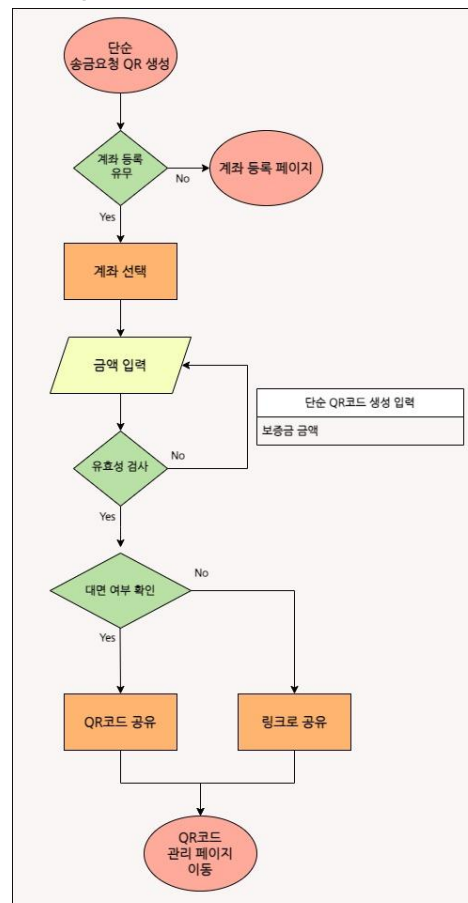 단순
송금요청 QR 생성
계좌 등록
유무
No
계좌 등록 페이지
Yes
계좌 선택
금액 입력
단순 QR코드 생성 입력
보증금 금액
유효성 검사
No
Yes
대면 여부 확인
No
Yes
QR코드 공유
링크로 공유
QR코드
관리 페이지
이동